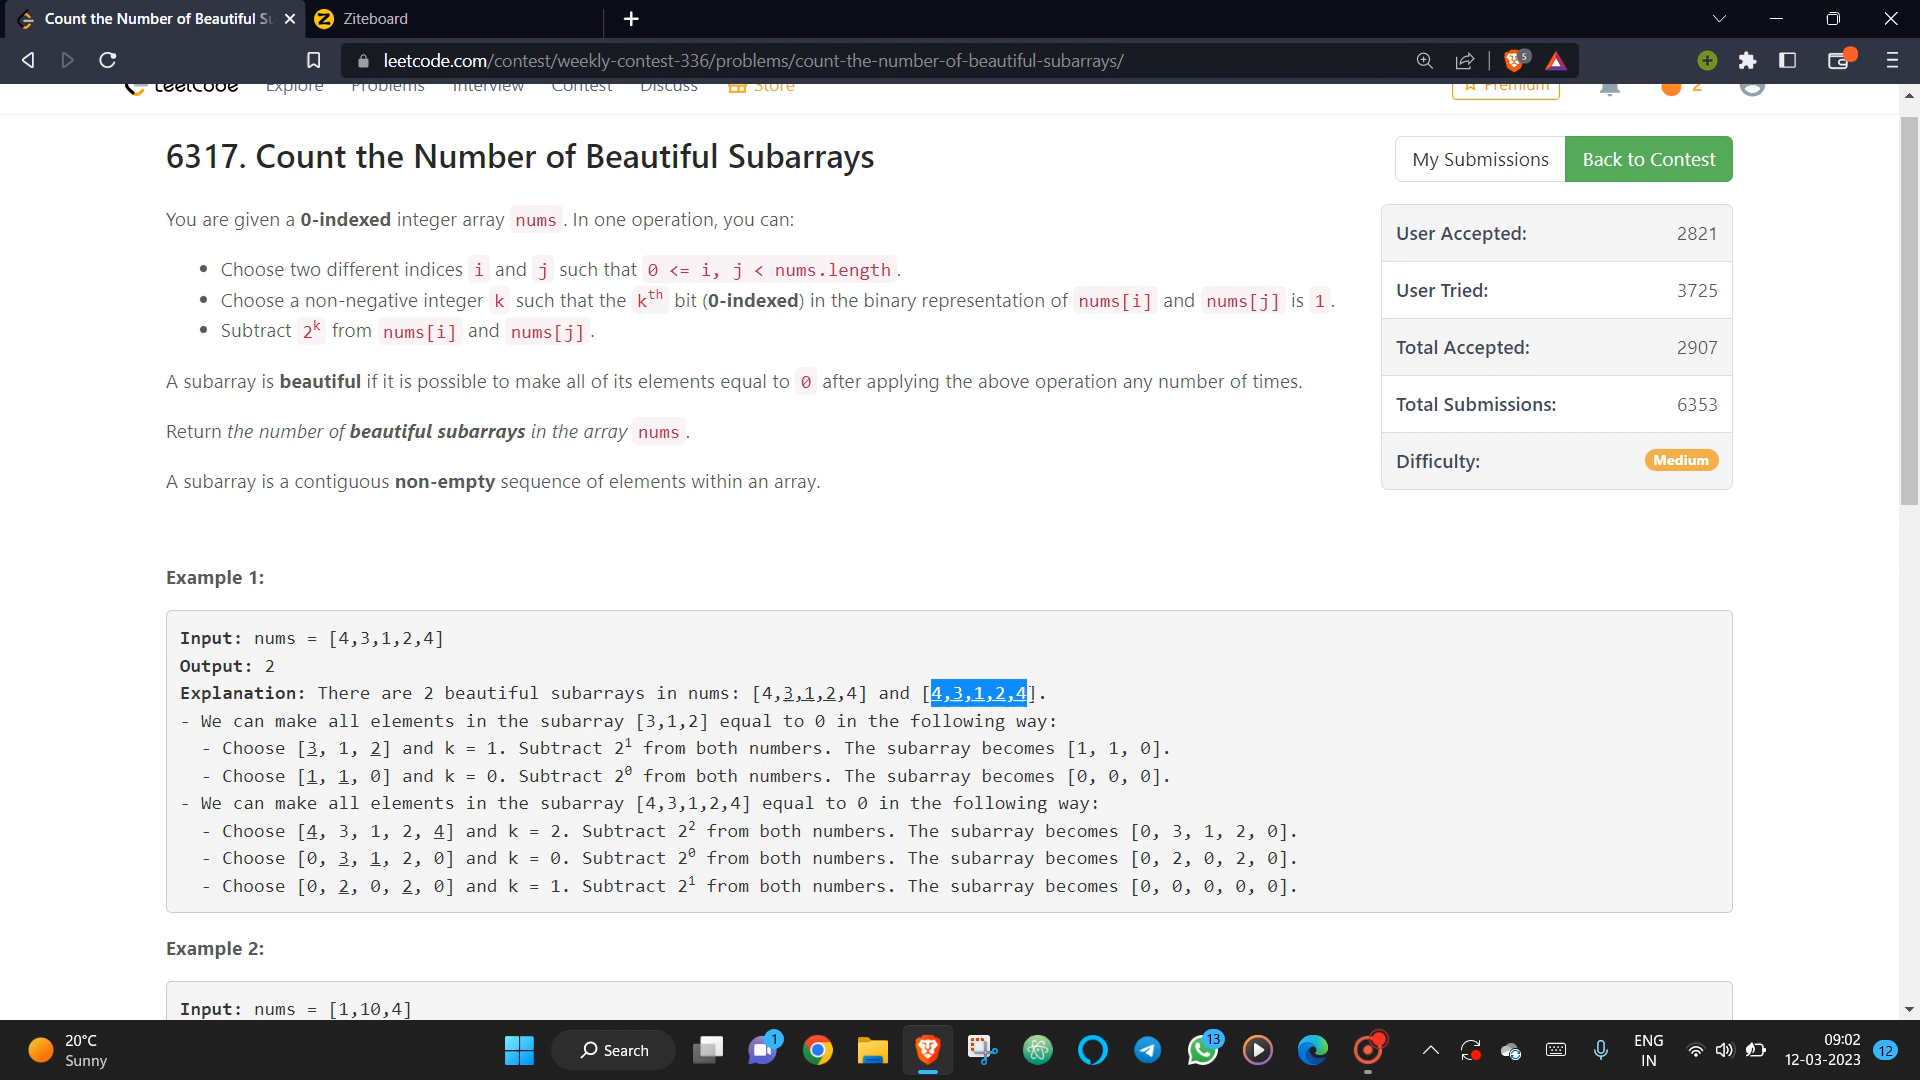 Count the Number of Beautiful S
Ziteboard
leetcode.com/contest/weekly-contest-336/problems/count-the-number-of-beautiful-subarrays/
5
LeetCode Explore Problems Interview Contest Discuss Store
Premium 2
6317. Count the Number of Beautiful Subarrays
My Submissions
Back to Contest
You are given a 0-indexed integer array nums. In one operation, you can:
• Choose two different indices i and j such that 0 <= i, j < nums.length.
• Choose a non-negative integer k such that the kth bit (0-indexed) in the binary representation of nums[i] and nums[j] is 1.
• Subtract 2k from nums[i] and nums[j].
A subarray is beautiful if it is possible to make all of its elements equal to 0 after applying the above operation any number of times.
Return the number of beautiful subarrays in the array nums.
A subarray is a contiguous non-empty sequence of elements within an array.
User Accepted: 2821
User Tried: 3725
Total Accepted: 2907
Total Submissions: 6353
Difficulty: Medium
Example 1:
Input: nums = [4,3,1,2,4]
Output: 2
Explanation: There are 2 beautiful subarrays in nums: [4,3,1,2,4] and [4,3,1,2,4].
- We can make all elements in the subarray [3,1,2] equal to 0 in the following way:
- Choose [3, 1, 2] and k = 1. Subtract 21 from both numbers. The subarray becomes [1, 1, 0].
- Choose [1, 1, 0] and k = 0. Subtract 20 from both numbers. The subarray becomes [0, 0, 0].
- We can make all elements in the subarray [4,3,1,2,4] equal to 0 in the following way:
- Choose [4, 3, 1, 2, 4] and k = 2. Subtract 22 from both numbers. The subarray becomes [0, 3, 1, 2, 0].
- Choose [0, 3, 1, 2, 0] and k = 0. Subtract 20 from both numbers. The subarray becomes [0, 2, 0, 2, 0].
- Choose [0, 2, 0, 2, 0] and k = 1. Subtract 21 from both numbers. The subarray becomes [0, 0, 0, 0, 0].
Example 2:
Input: nums = [1,10,4]
20°C
Sunny
Search
1
13
ENG
IN
09:02
12-03-2023
12